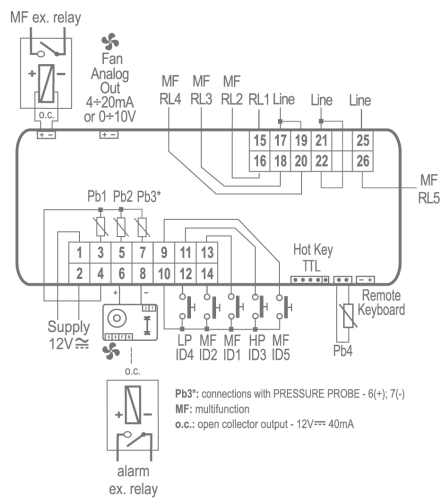 MF ex. relay
+ −
o.c.
+ −
Fan
Analog
Out
4÷20mA
or 0÷10V
+ −
MF
RL4
MF
RL3
MF
RL2
RL1
Line
Line
Line
15 17 19 21 25
16 18 20 22 26
MF
RL5
Pb1 Pb2 Pb3*
1 3 5 7 9 11 13
2 4 6 8 10 12 14
Hot Key
TTL
+ −
Remote
Keyboard
Pb4
Supply
12V
+ −
LP
ID4
MF
ID2
MF
ID1
HP
ID3
MF
ID5
o.c.
+ −
alarm
ex. relay
Pb3*: connections with PRESSURE PROBE - 6(+); 7(-)
MF: multifunction
o.c.: open collector output - 12V⎓ 40mA